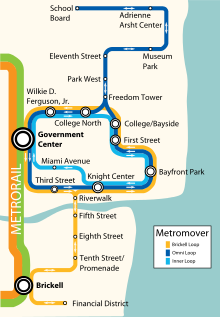 School
Board
Adrienne
Arsht Center
Eleventh Street
Museum
Park
Park West
Freedom Tower
Wilkie D.
Ferguson, Jr.
College North
College/Bayside
First Street
Government
Center
Miami Avenue
Third Street
Knight Center
Bayfront Park
METRORAIL
Riverwalk
Fifth Street
Eighth Street
Tenth Street/
Promenade
Brickell
Financial District
Metromover
Brickell Loop
Omni Loop
Inner Loop